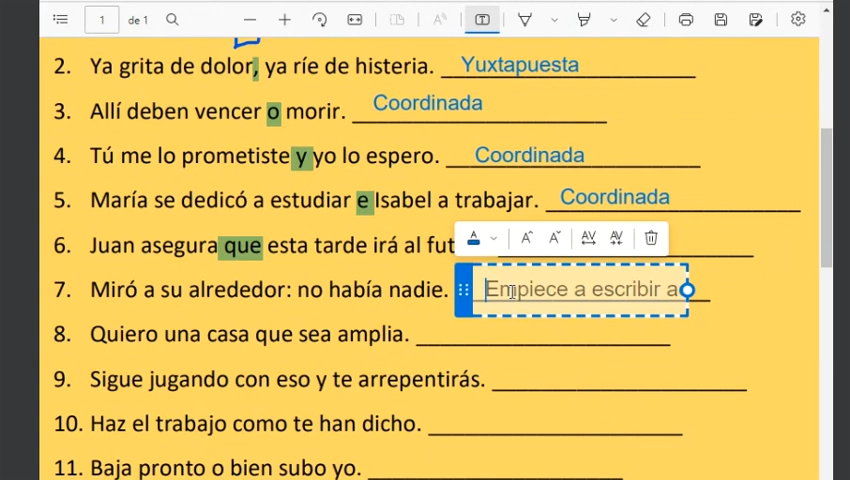 1 de 1
2. Ya grita de dolor, ya ríe de histeria. Yuxtapuesta
3. Allí deben vencer o morir. Coordinada
4. Tú me lo prometiste y yo lo espero. Coordinada
5. María se dedicó a estudiar e Isabel a trabajar. Coordinada
6. Juan asegura que esta tarde irá al fut
7. Miró a su alrededor: no había nadie. Empiece a escribir a
8. Quiero una casa que sea amplia.
9. Sigue jugando con eso y te arrepentirás.
10. Haz el trabajo como te han dicho.
11. Baja pronto o bien subo yo.